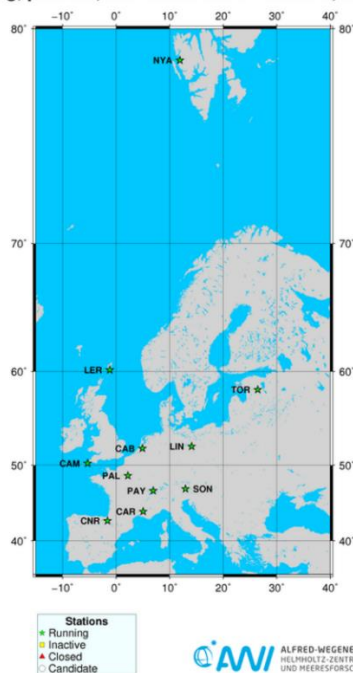 −10° 0° 10° 20° 30° 40°
80° 80°
NYA
70° 70°
LER
60° 60°
TOR
CAB LIN
CAM
50° 50°
PAL
PAY SON
CAR
CNR
40° 40°
−10° 0° 10° 20° 30° 40°
Stations
Running
Inactive
Closed
Candidate
AWI
ALFRED-WEGENE
HELMHOLTZ-ZENTR
UND MEERESFORSC